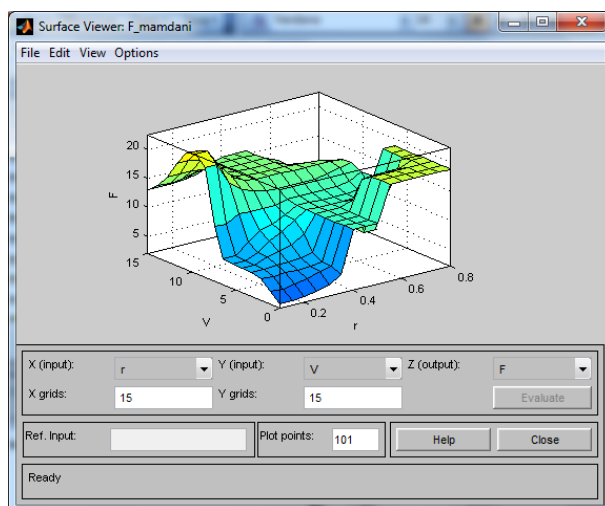 Surface Viewer: F_mamdani
File Edit View Options
20
15
10
5
F
15
10
5
0
V
0.2
0.4
0.6
0.8
r
X (input): r Y (input): V Z (output): F
X grids: 15 Y grids: 15 Evaluate
Ref. Input: Plot points: 101 Help Close
Ready